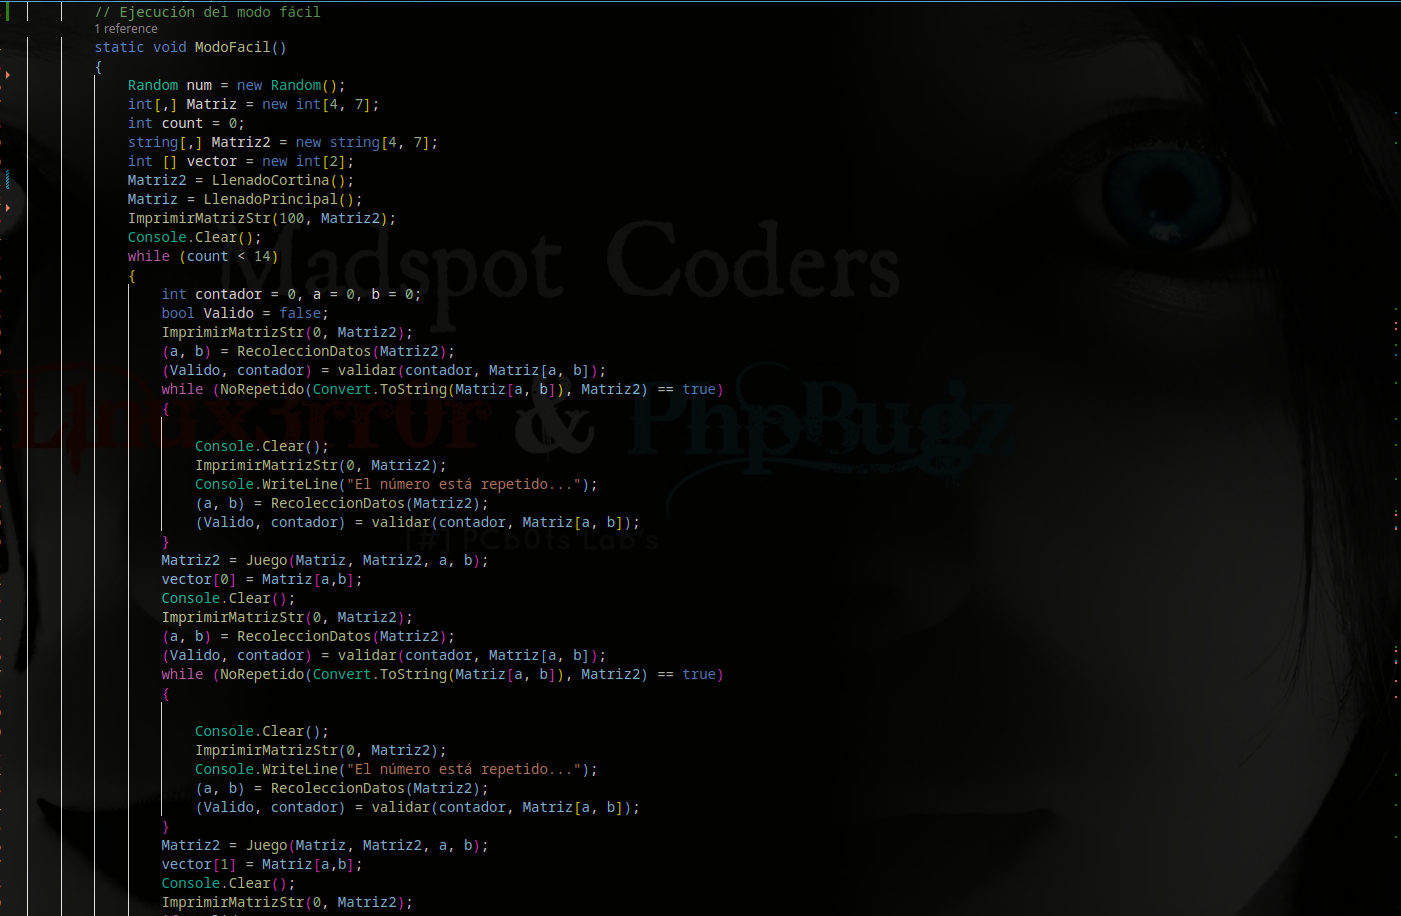 // Ejecución del modo fácil
1 reference
static void ModoFacil()
{
Random num = new Random();
int[,] Matriz = new int[4, 7];
int count = 0;
string[,] Matriz2 = new string[4, 7];
int [] vector = new int[2];
Matriz2 = LlenadoCortina();
Matriz = LlenadoPrincipal();
ImprimirMatrizStr(100, Matriz2);
Console.Clear();
while (count < 14)
{
int contador = 0, a = 0, b = 0;
bool Valido = false;
ImprimirMatrizStr(0, Matriz2);
(a, b) = RecoleccionDatos(Matriz2);
(Valido, contador) = validar(contador, Matriz[a, b]);
while (NoRepetido(Convert.ToString(Matriz[a, b]), Matriz2) == true)
{
Console.Clear();
ImprimirMatrizStr(0, Matriz2);
Console.WriteLine("El número está repetido...");
(a, b) = RecoleccionDatos(Matriz2);
(Valido, contador) = validar(contador, Matriz[a, b]);
}
Matriz2 = Juego(Matriz, Matriz2, a, b);
vector[0] = Matriz[a,b];
Console.Clear();
ImprimirMatrizStr(0, Matriz2);
(a, b) = RecoleccionDatos(Matriz2);
(Valido, contador) = validar(contador, Matriz[a, b]);
while (NoRepetido(Convert.ToString(Matriz[a, b]), Matriz2) == true)
{
Console.Clear();
ImprimirMatrizStr(0, Matriz2);
Console.WriteLine("El número está repetido...");
(a, b) = RecoleccionDatos(Matriz2);
(Valido, contador) = validar(contador, Matriz[a, b]);
}
Matriz2 = Juego(Matriz, Matriz2, a, b);
vector[1] = Matriz[a,b];
Console.Clear();
ImprimirMatrizStr(0, Matriz2);
Madspot Coders
& PhpBugz
[#] PCb0ts Lab's